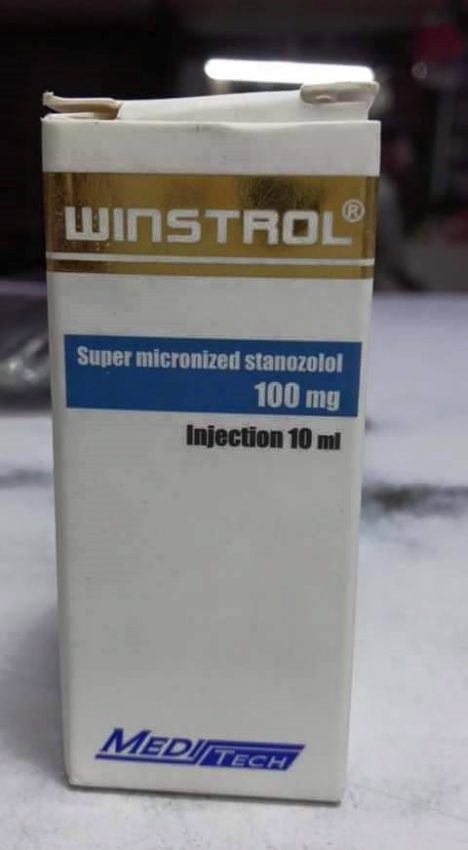 WINSTROL®
Super micronized stanozolol
100 mg
Injection 10 ml
MEDITECH